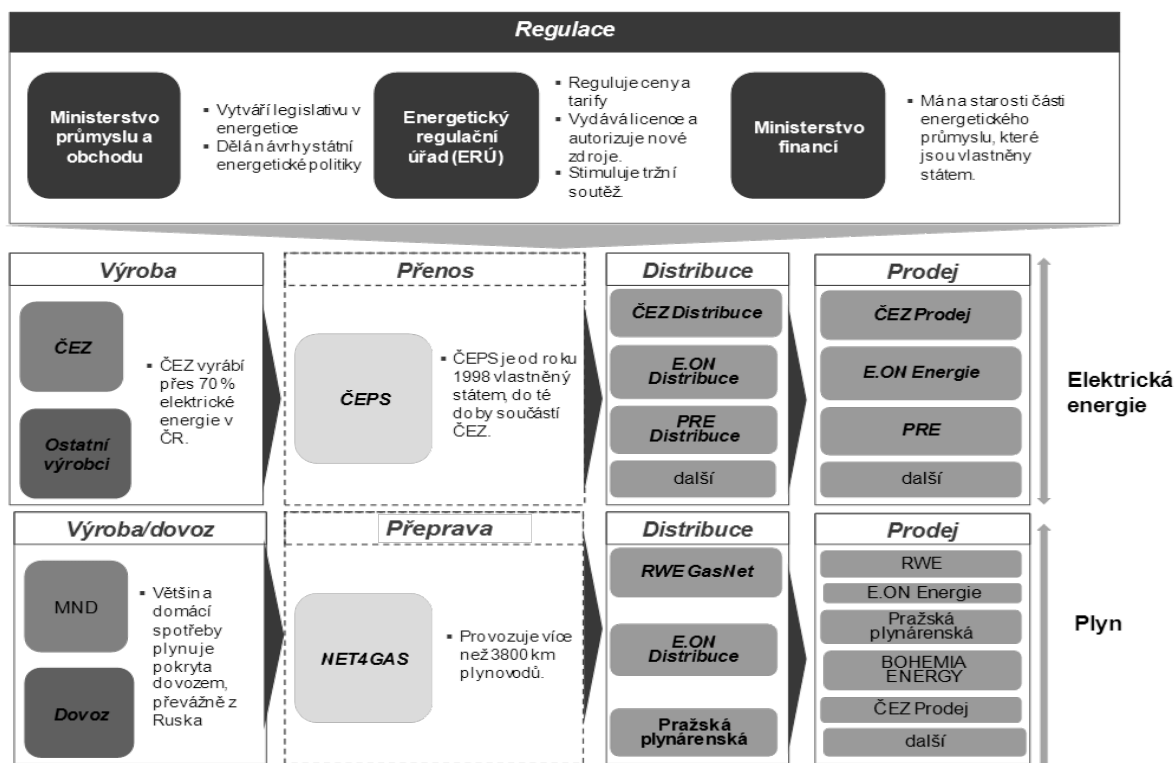 Regulace
Ministerstvo
průmyslu a
obchodu
▪ Vytváří legislativu v
energetice
▪ Dělá návrhy státní
energetické politiky
Energetický
regulační
úřad (ERÚ)
▪ Reguluje ceny a
tarify
▪ Vydává licence a
autorizuje nové
zdroje.
▪ Stimuluje tržní
soutěž.
Ministerstvo
financí
▪ Má na starosti části
energetického
průmyslu, které
jsou vlastněny
státem.
Výroba
ČEZ
Ostatní
výrobci
▪ ČEZ vyrábí
přes 70 %
elektrické
energie v
ČR.
Přenos
ČEPS
▪ ČEPS je od roku
1998 vlastněný
státem, do té
doby součástí
ČEZ.
Distribuce
ČEZ Distribuce
E.ON
Distribuce
PRE
Distribuce
další
Prodej
ČEZ Prodej
E.ON Energie
PRE
další
Elektrická
energie
Výroba/dovoz
MND
Dovoz
▪ Většina
domácí
spotřeby
plynu je
pokryta
dovozem,
převážně z
Ruska
Přeprava
NET4GAS
▪ Provozuje více
než 3800 km
plynovodů.
Distribuce
RWE GasNet
E.ON
Distribuce
Pražská
plynárenská
Prodej
RWE
E.ON Energie
Pražská
plynárenská
BOHEMIA
ENERGY
ČEZ Prodej
další
Plyn